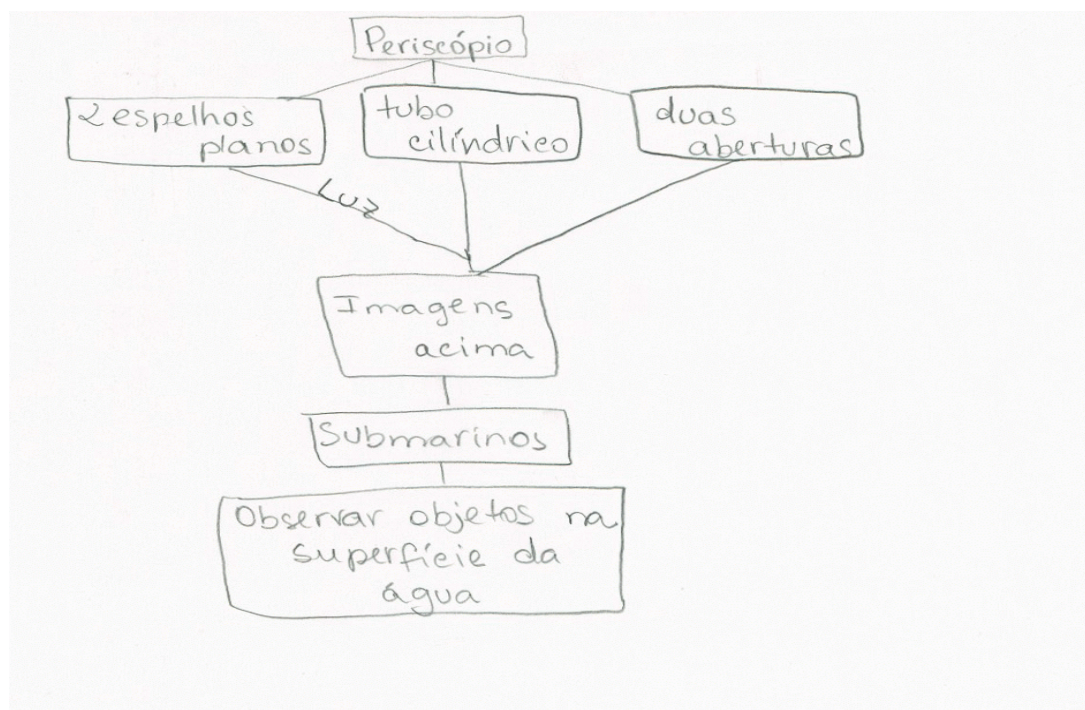 Periscópio
2 espelhos
planos
tubo
cilíndrico
duas
aberturas
Luz
Imagens
acima
Submarinos
Observar objetos na
superfície da
água